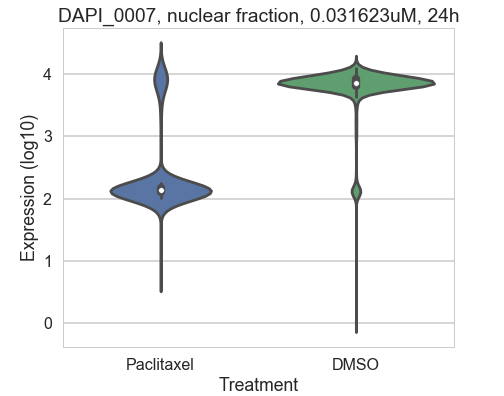 DAPI_0007, nuclear fraction, 0.031623uM, 24h
Expression (log10)
4
3
2
1
0
Paclitaxel DMSO
Treatment